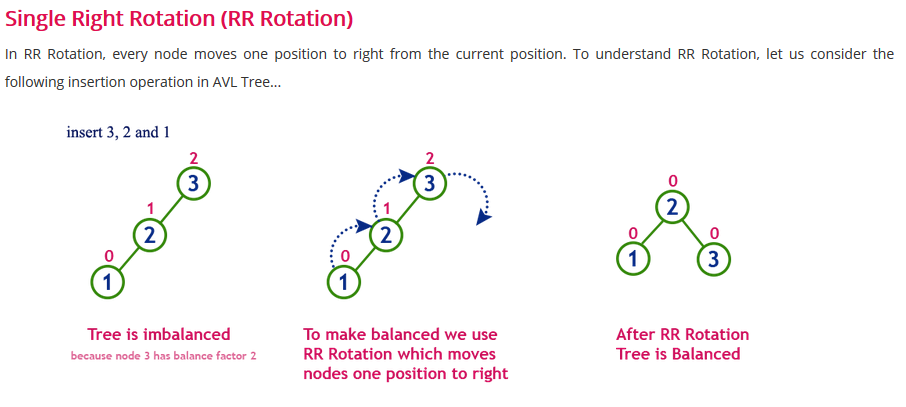 Single Right Rotation (RR Rotation)
In RR Rotation, every node moves one position to right from the current position. To understand RR Rotation, let us consider the
following insertion operation in AVL Tree...
insert 3, 2 and 1
2
3
1
2
0
1
2
3
1
2
0
1
0
2
0
1
0
3
Tree is imbalanced
because node 3 has balance factor 2
To make balanced we use
RR Rotation which moves
nodes one position to right
After RR Rotation
Tree is Balanced